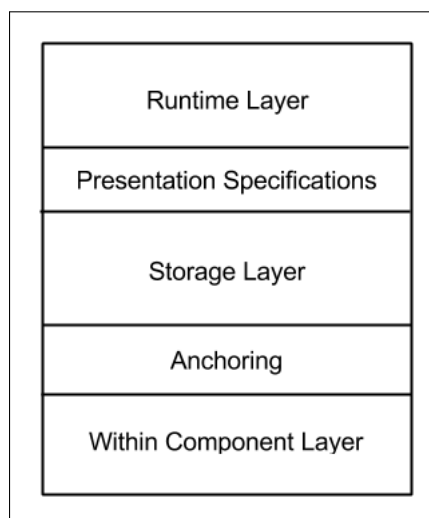 Runtime Layer
Presentation Specifications
Storage Layer
Anchoring
Within Component Layer